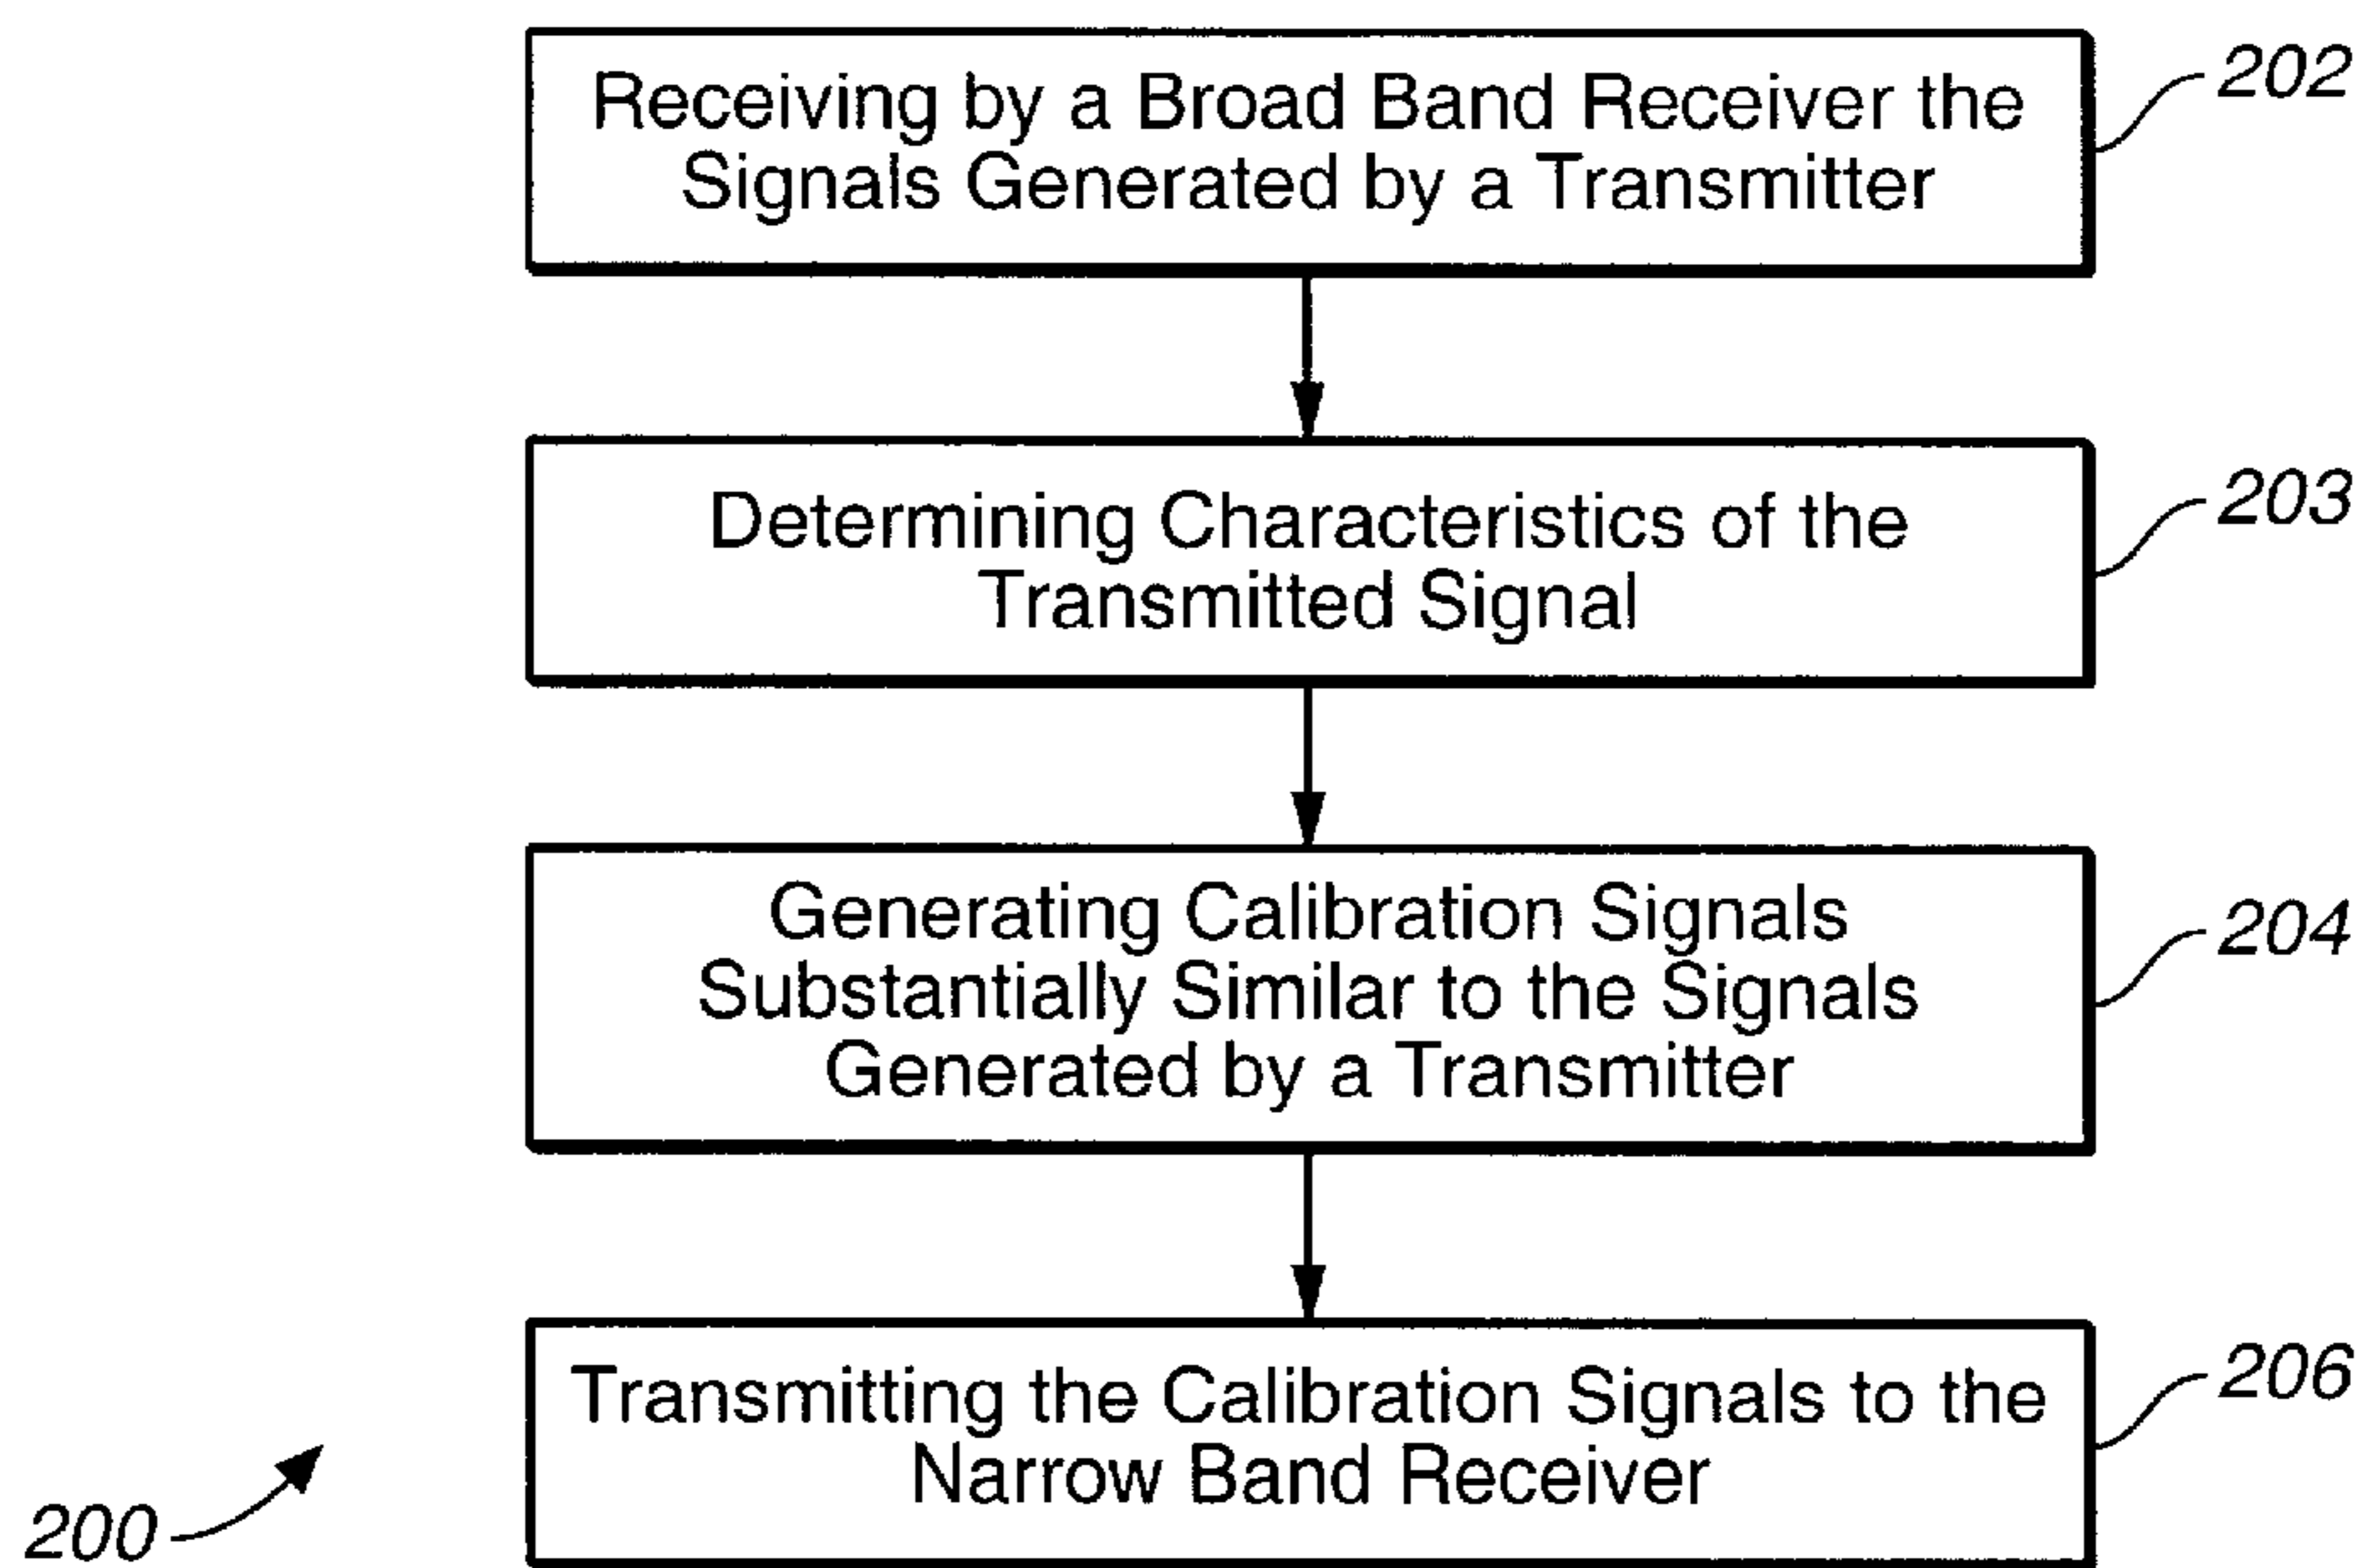 Receiving by a Broad Band Receiver the
Signals Generated by a Transmitter
202
Determining Characteristics of the
Transmitted Signal
203
Generating Calibration Signals
Substantially Similar to the Signals
Generated by a Transmitter
204
Transmitting the Calibration Signals to the
Narrow Band Receiver
206
200